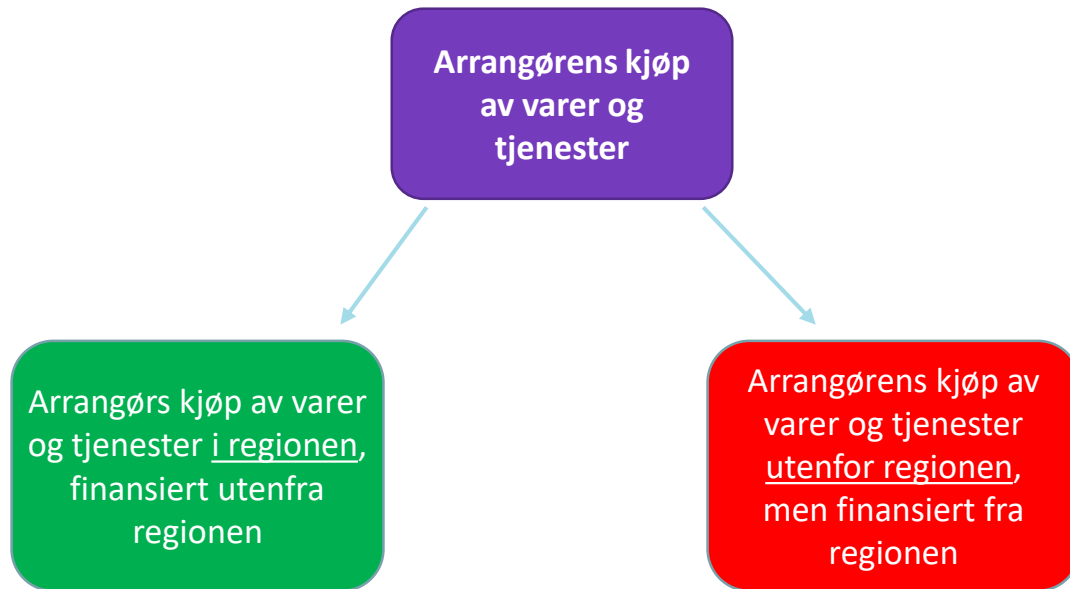 Arrangørens kjøp
av varer og
tjenester
Arrangørs kjøp av varer
og tjenester i regionen,
finansiert utenfra
regionen
Arrangørens kjøp av
varer og tjenester
utenfor regionen,
men finansiert fra
regionen